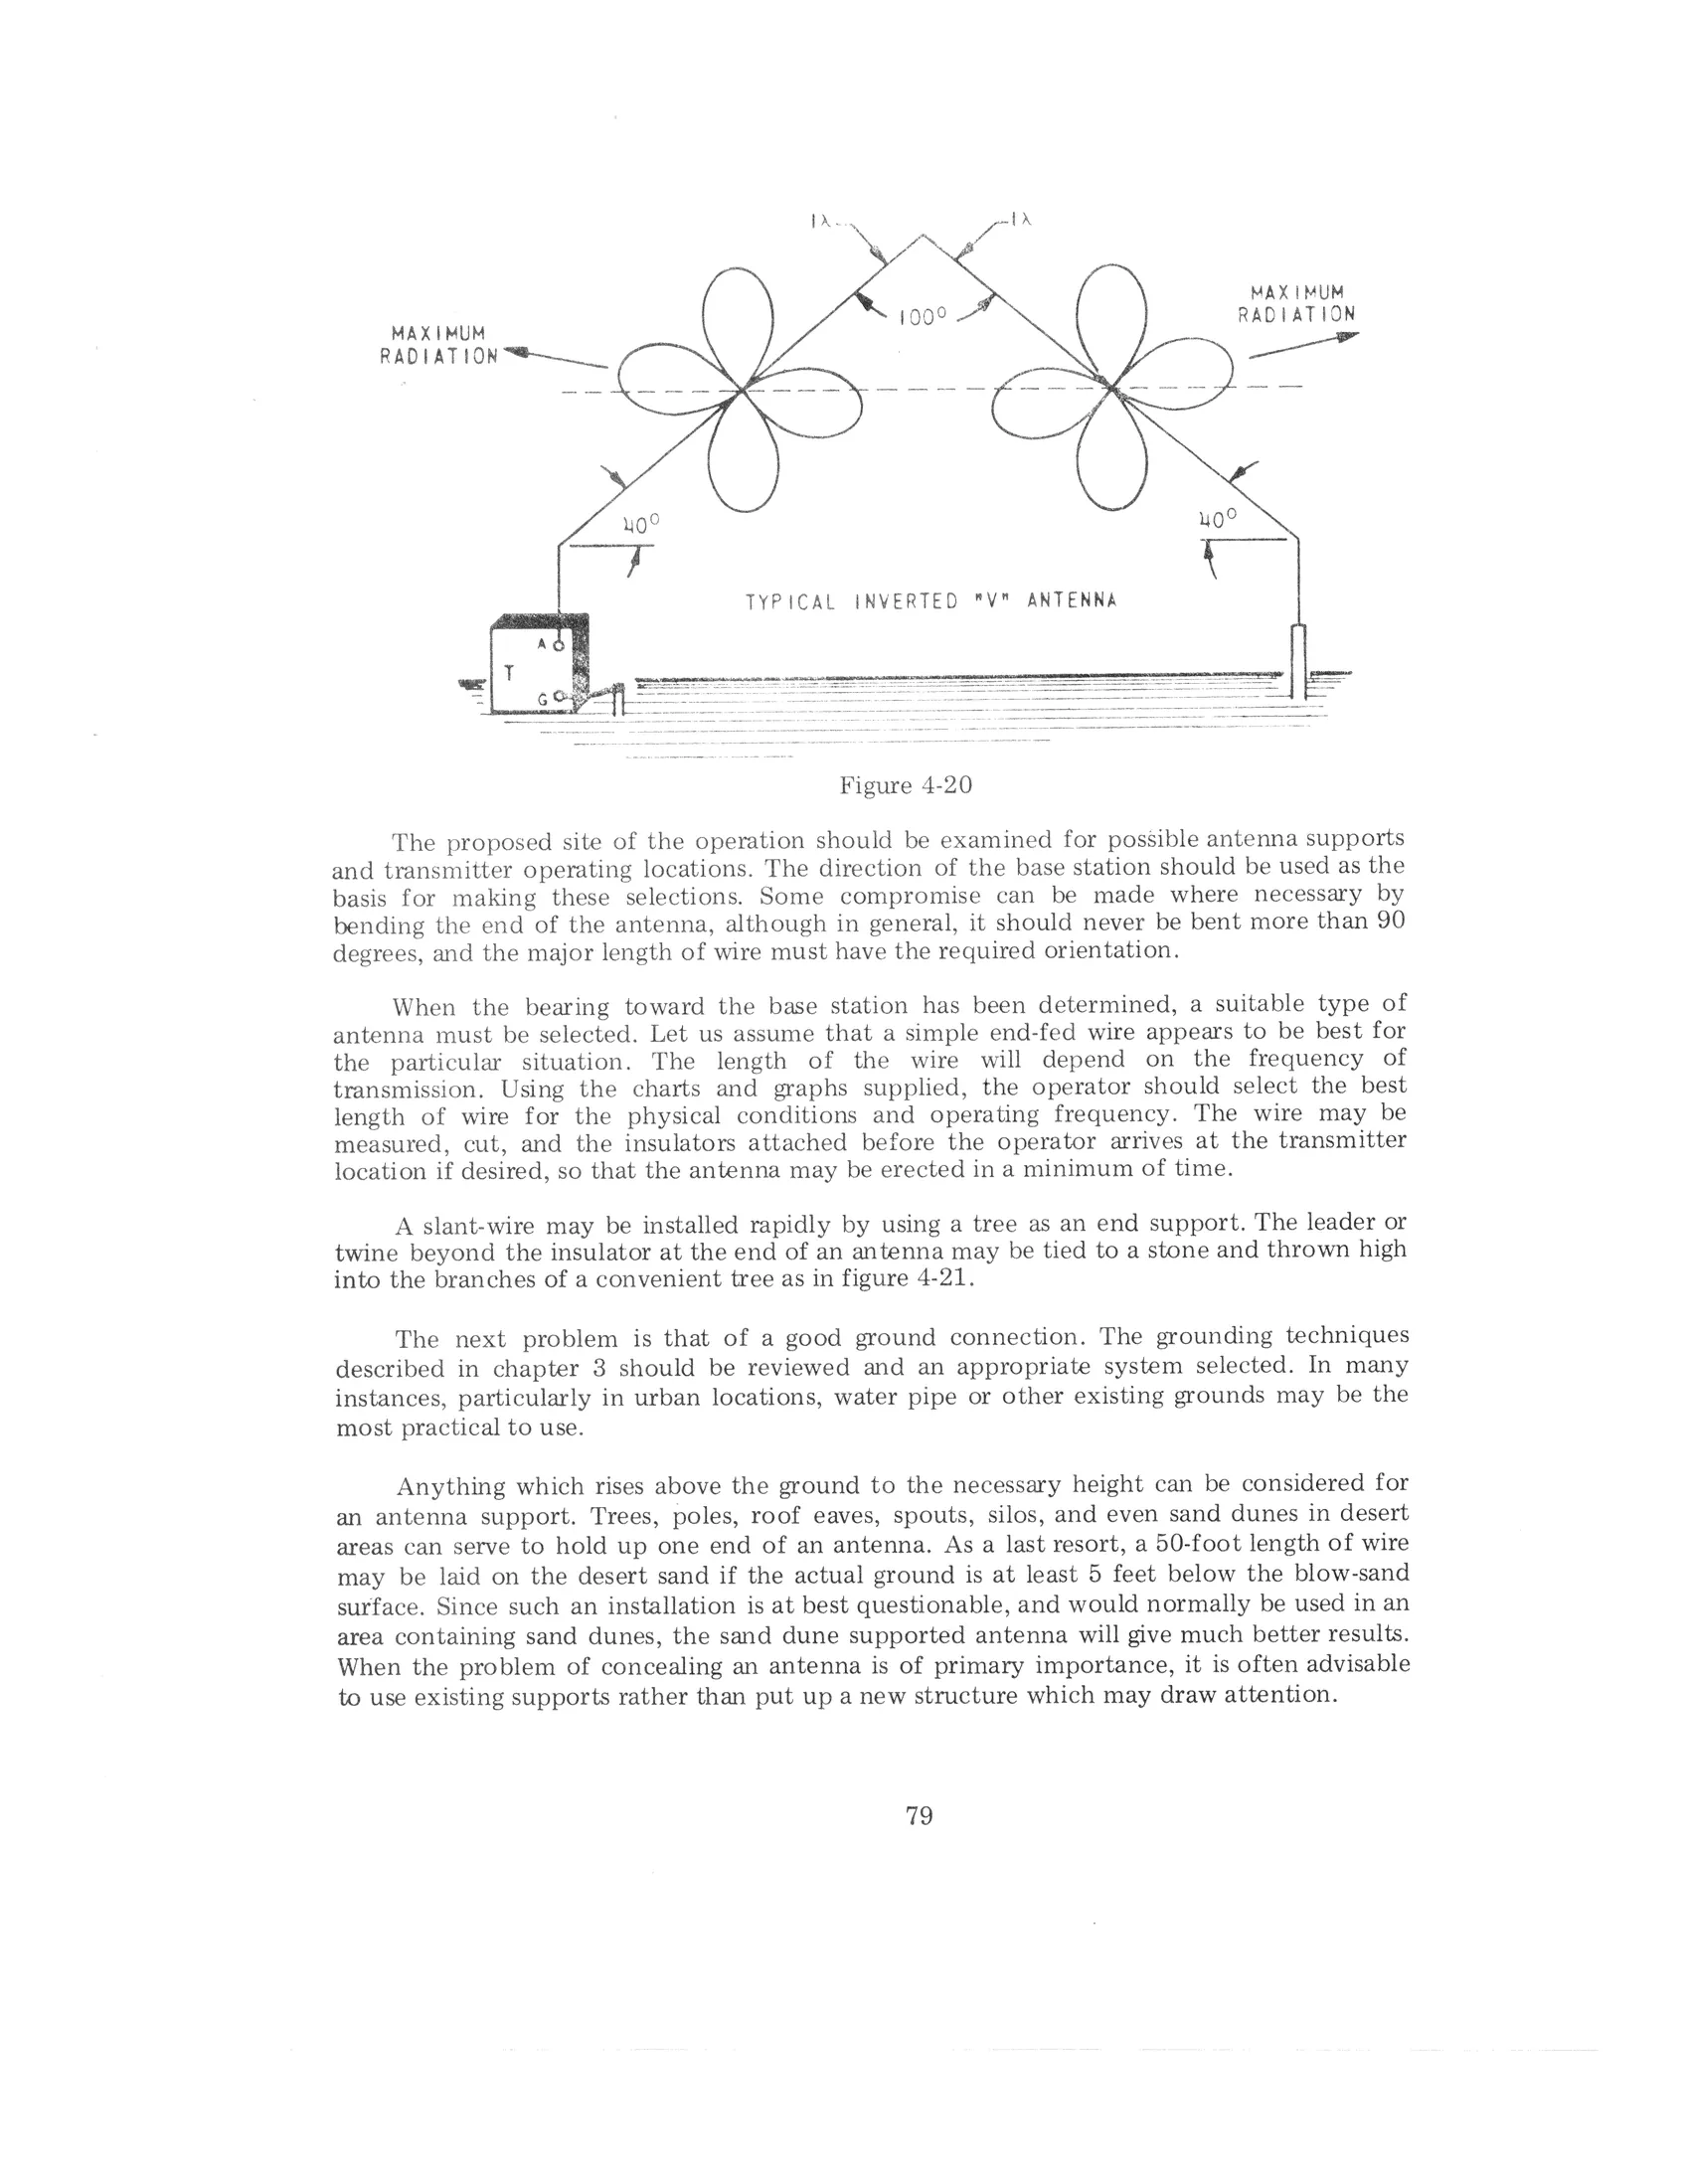 1λ 1λ
MAXIMUM
RADIATION
100°
MAXIMUM
RADIATION
40° 40°
TYPICAL INVERTED "V" ANTENNA
A
T
G
Figure 4-20
The proposed site of the operation should be examined for possible antenna supports
and transmitter operating locations. The direction of the base station should be used as the
basis for making these selections. Some compromise can be made where necessary by
bending the end of the antenna, although in general, it should never be bent more than 90
degrees, and the major length of wire must have the required orientation.
When the bearing toward the base station has been determined, a suitable type of
antenna must be selected. Let us assume that a simple end-fed wire appears to be best for
the particular situation. The length of the wire will depend on the frequency of
transmission. Using the charts and graphs supplied, the operator should select the best
length of wire for the physical conditions and operating frequency. The wire may be
measured, cut, and the insulators attached before the operator arrives at the transmitter
location if desired, so that the antenna may be erected in a minimum of time.
A slant-wire may be installed rapidly by using a tree as an end support. The leader or
twine beyond the insulator at the end of an antenna may be tied to a stone and thrown high
into the branches of a convenient tree as in figure 4-21.
The next problem is that of a good ground connection. The grounding techniques
described in chapter 3 should be reviewed and an appropriate system selected. In many
instances, particularly in urban locations, water pipe or other existing grounds may be the
most practical to use.
Anything which rises above the ground to the necessary height can be considered for
an antenna support. Trees, poles, roof eaves, spouts, silos, and even sand dunes in desert
areas can serve to hold up one end of an antenna. As a last resort, a 50-foot length of wire
may be laid on the desert sand if the actual ground is at least 5 feet below the blow-sand
surface. Since such an installation is at best questionable, and would normally be used in an
area containing sand dunes, the sand dune supported antenna will give much better results.
When the problem of concealing an antenna is of primary importance, it is often advisable
to use existing supports rather than put up a new structure which may draw attention.
79